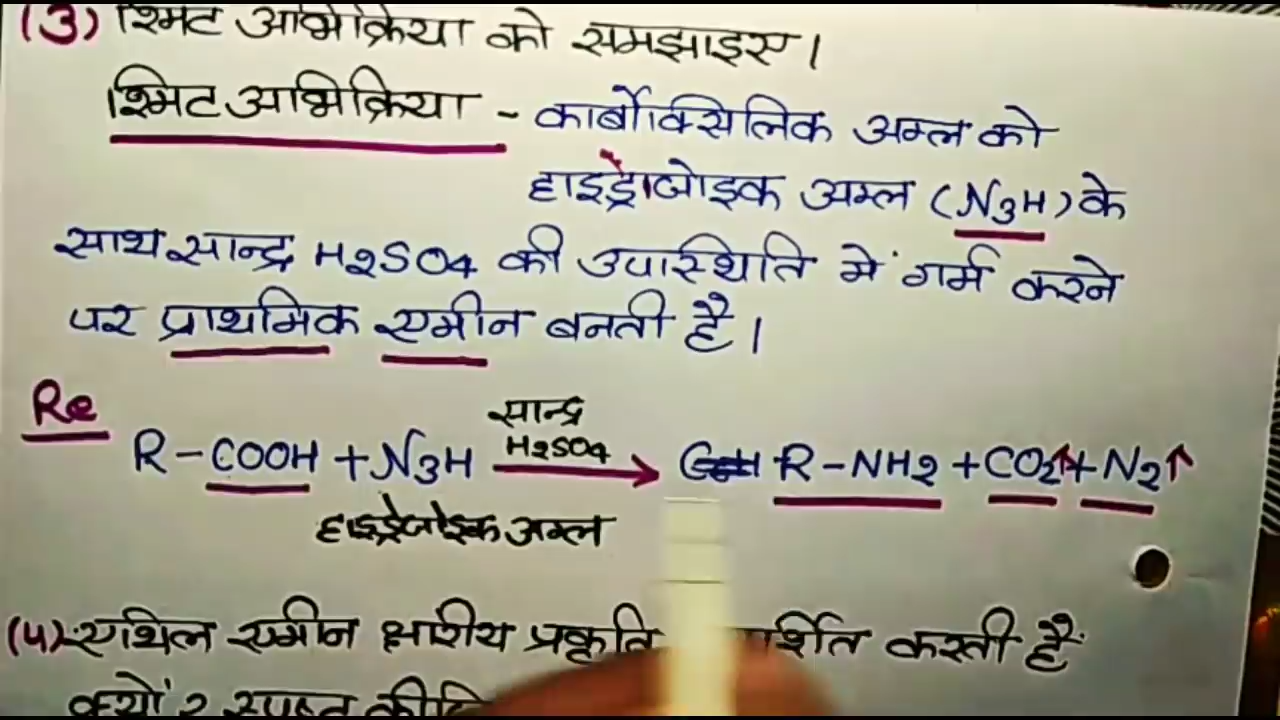 (3) श्मिट अभिक्रिया को समझाइए।
श्मिट अभिक्रिया - कार्बोक्सिलिक अम्ल को
हाइड्रोजोइक अम्ल (N3H) के
साथ सान्द्र H2SO4 की उपस्थिति में गर्म करने
पर प्राथमिक एमीन बनती है।
Re
सान्द्र
H2SO4
R-COOH + N3H → R-NH2 + CO2↑ + N2↑
हाइड्रेजोइक अम्ल
(4) एथिल एमीन क्षारीय प्रकृति र्शित करती है
क्यों? स्पष्ट